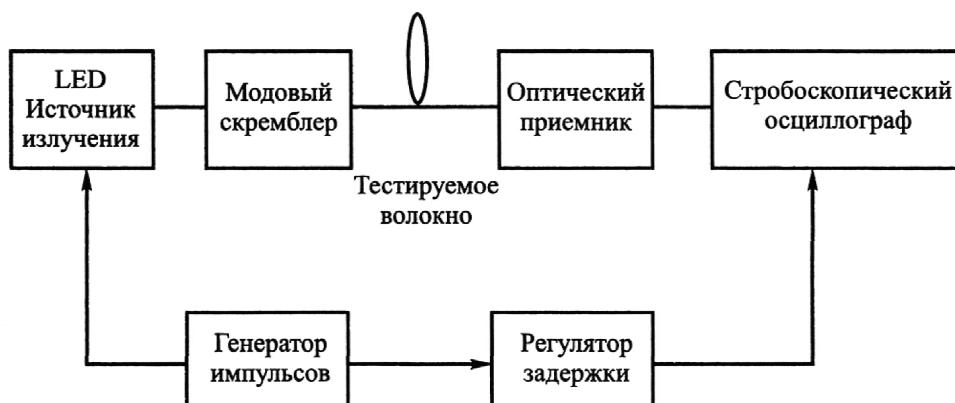 LED
Источник
излучения
Модовый
скремблер
Тестируемое
волокно
Оптический
приемник
Стробоскопический
осциллограф
Генератор
импульсов
Регулятор
задержки